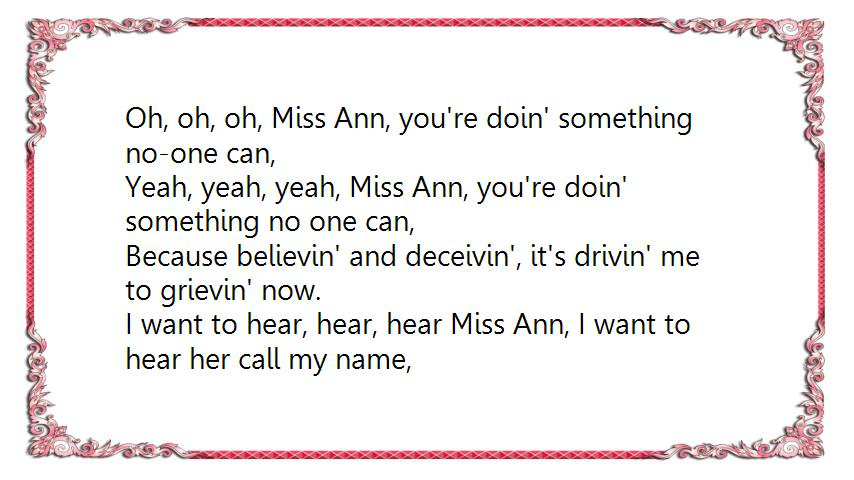 Oh, oh, oh, Miss Ann, you're doin' something
no-one can,
Yeah, yeah, yeah, Miss Ann, you're doin'
something no one can,
Because believin' and deceivin', it's drivin' me
to grievin' now.
I want to hear, hear, hear Miss Ann, I want to
hear her call my name,